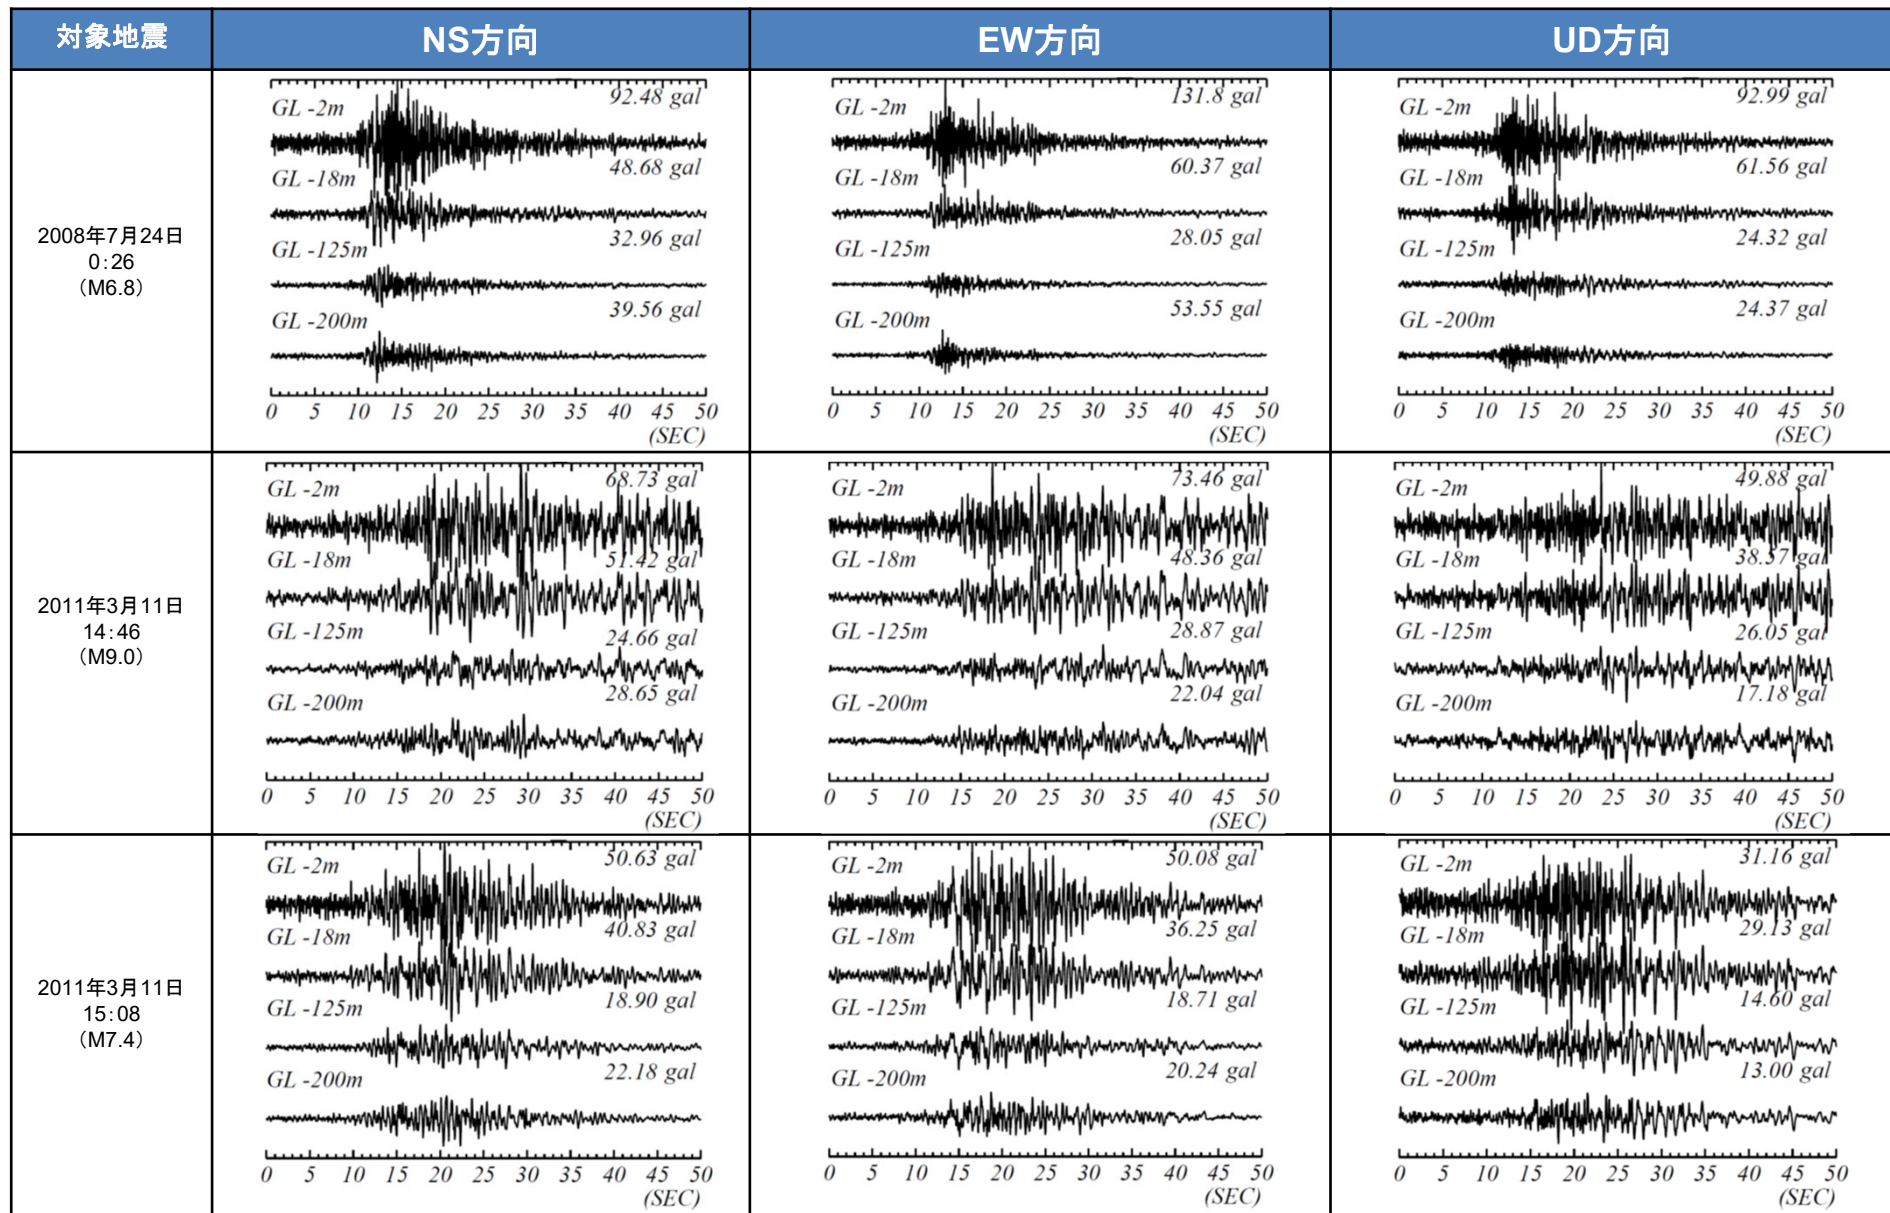 対象地震
NS方向
EW方向
UD方向
2008年7月24日
0:26
（M6.8）
GL -2m
92.48 gal
GL -18m
48.68 gal
GL -125m
32.96 gal
GL -200m
39.56 gal
0 5 10 15 20 25 30 35 40 45 50
(SEC)
GL -2m
131.8 gal
GL -18m
60.37 gal
GL -125m
28.05 gal
GL -200m
53.55 gal
0 5 10 15 20 25 30 35 40 45 50
(SEC)
GL -2m
92.99 gal
GL -18m
61.56 gal
GL -125m
24.32 gal
GL -200m
24.37 gal
0 5 10 15 20 25 30 35 40 45 50
(SEC)
2011年3月11日
14:46
（M9.0）
GL -2m
68.73 gal
GL -18m
51.42 gal
GL -125m
24.66 gal
GL -200m
28.65 gal
0 5 10 15 20 25 30 35 40 45 50
(SEC)
GL -2m
73.46 gal
GL -18m
48.36 gal
GL -125m
28.87 gal
GL -200m
22.04 gal
0 5 10 15 20 25 30 35 40 45 50
(SEC)
GL -2m
49.88 gal
GL -18m
38.57 gal
GL -125m
26.05 gal
GL -200m
17.18 gal
0 5 10 15 20 25 30 35 40 45 50
(SEC)
2011年3月11日
15:08
（M7.4）
GL -2m
50.63 gal
GL -18m
40.83 gal
GL -125m
18.90 gal
GL -200m
22.18 gal
0 5 10 15 20 25 30 35 40 45 50
(SEC)
GL -2m
50.08 gal
GL -18m
36.25 gal
GL -125m
18.71 gal
GL -200m
20.24 gal
0 5 10 15 20 25 30 35 40 45 50
(SEC)
GL -2m
31.16 gal
GL -18m
29.13 gal
GL -125m
14.60 gal
GL -200m
13.00 gal
0 5 10 15 20 25 30 35 40 45 50
(SEC)